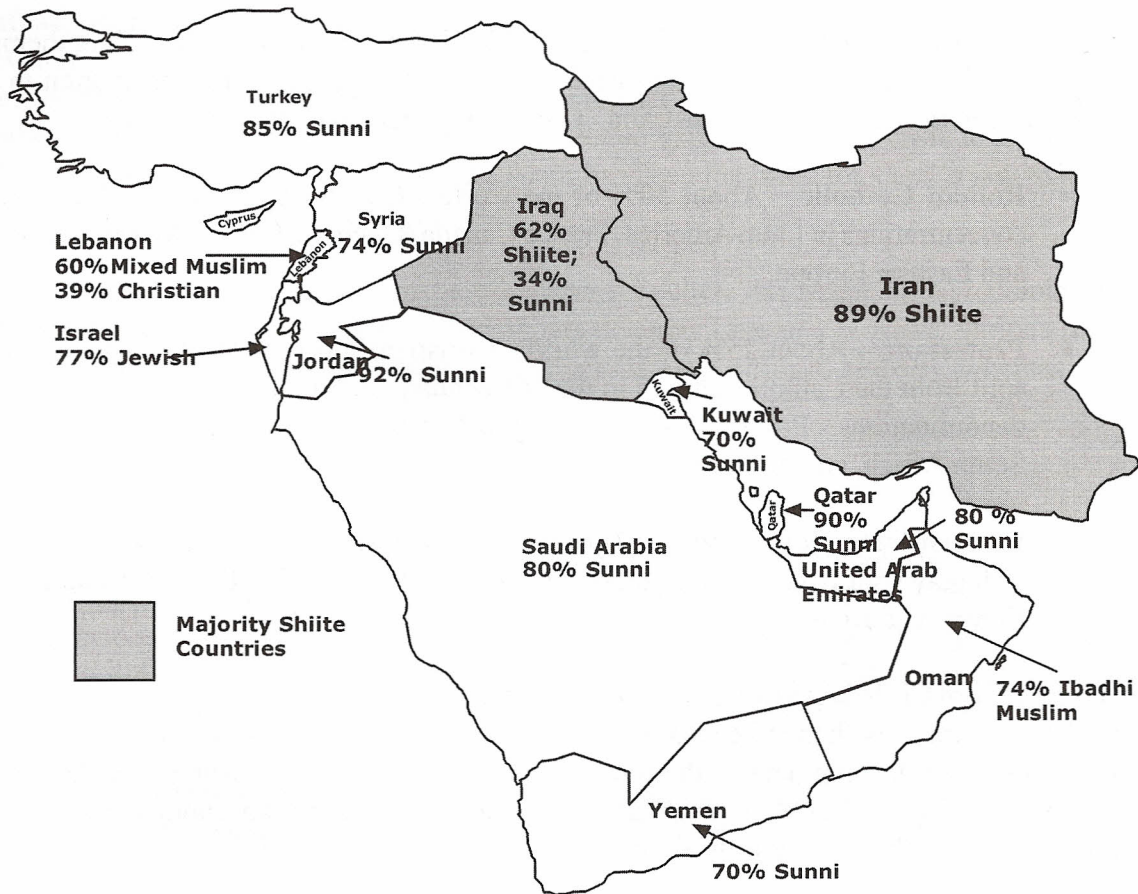 Turkey
85% Sunni
Cyprus
Syria
74% Sunni
Lebanon
Lebanon
60% Mixed Muslim
39% Christian
Iraq
62%
Shiite;
34%
Sunni
Iran
89% Shiite
Israel
77% Jewish
Jordan
92% Sunni
Kuwait
Kuwait
70%
Sunni
Qatar
Qatar
90%
Sunni
80 %
Sunni
United Arab
Emirates
Saudi Arabia
80% Sunni
Majority Shiite
Countries
Oman
74% Ibadhi
Muslim
Yemen
70% Sunni